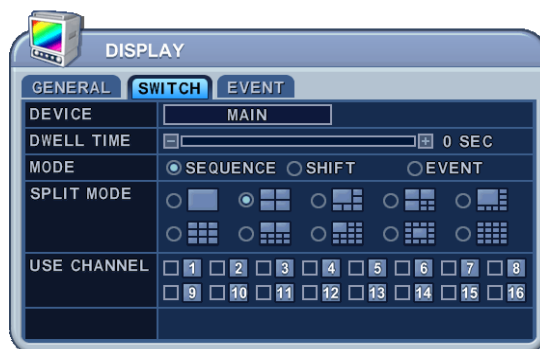 DISPLAY
GENERAL SWITCH EVENT
DEVICE MAIN
DWELL TIME 0 SEC
MODE SEQUENCE SHIFT EVENT
SPLIT MODE
USE CHANNEL 1 2 3 4 5 6 7 8
9 10 11 12 13 14 15 16